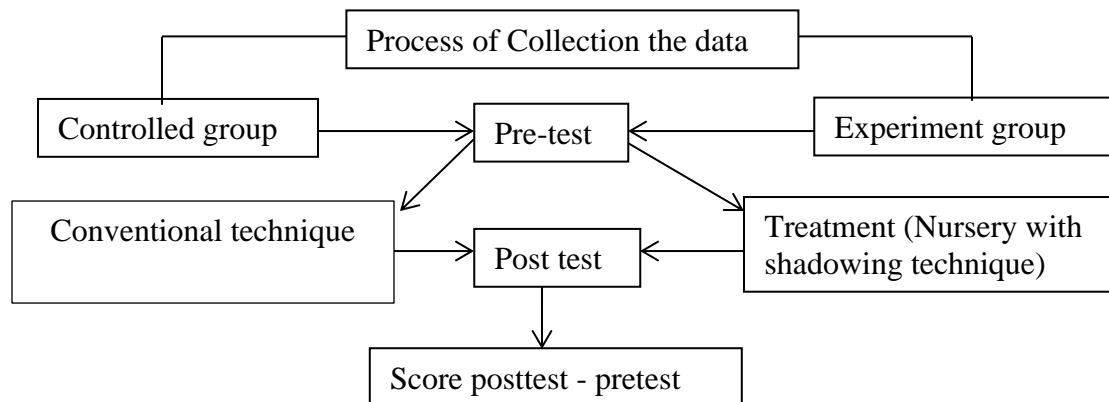 Process of Collection the data
Controlled group
Pre-test
Experiment group
Conventional technique
Post test
Treatment (Nursery with
shadowing technique)
Score posttest - pretest